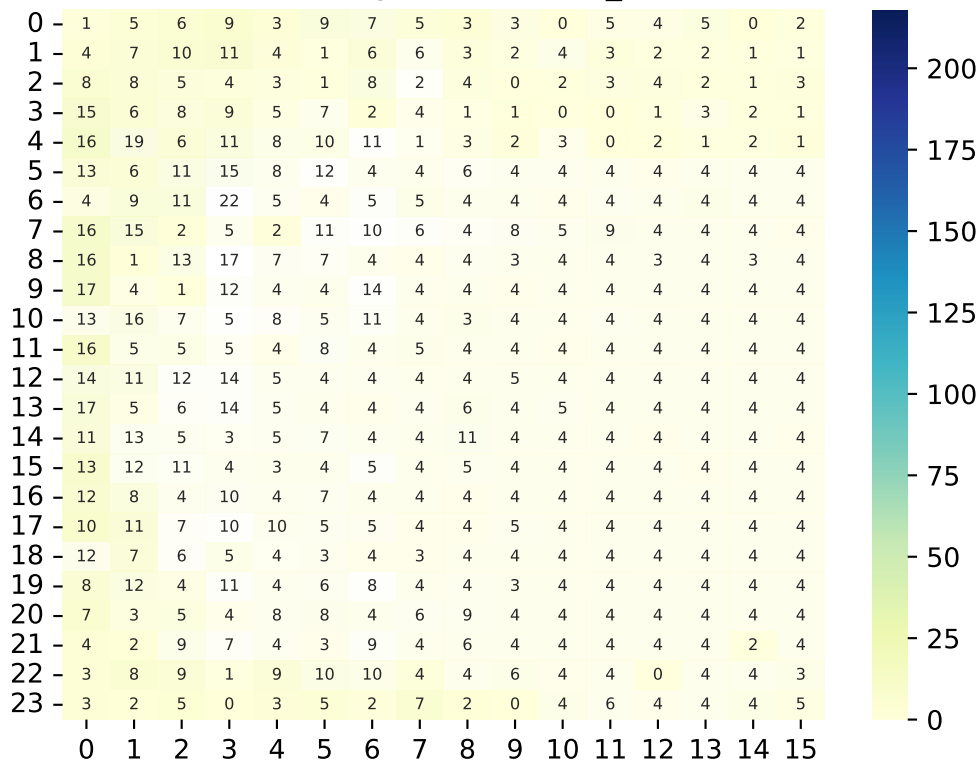 0 1 5 6 9 3 9 7 5 3 3 0 5 4 5 0 2
1 4 7 10 11 4 1 6 6 3 2 4 3 2 2 1 1
2 8 8 5 4 3 1 8 2 4 0 2 3 4 2 1 3
3 15 6 8 9 5 7 2 4 1 1 0 0 1 3 2 1
4 16 19 6 11 8 10 11 1 3 2 3 0 2 1 2 1
5 13 6 11 15 8 12 4 4 6 4 4 4 4 4 4 4
6 4 9 11 22 5 4 5 5 4 4 4 4 4 4 4 4
7 16 15 2 5 2 11 10 6 4 8 5 9 4 4 4 4
8 16 1 13 17 7 7 4 4 4 3 4 4 3 4 3 4
9 17 4 1 12 4 4 14 4 4 4 4 4 4 4 4 4
10 13 16 7 5 8 5 11 4 3 4 4 4 4 4 4 4
11 16 5 5 5 4 8 4 5 4 4 4 4 4 4 4 4
12 14 11 12 14 5 4 4 4 4 5 4 4 4 4 4 4
13 17 5 6 14 5 4 4 4 6 4 5 4 4 4 4 4
14 11 13 5 3 5 7 4 4 11 4 4 4 4 4 4 4
15 13 12 11 4 3 4 5 4 5 4 4 4 4 4 4 4
16 12 8 4 10 4 7 4 4 4 4 4 4 4 4 4 4
17 10 11 7 10 10 5 5 4 4 5 4 4 4 4 4 4
18 12 7 6 5 4 3 4 3 4 4 4 4 4 4 4 4
19 8 12 4 11 4 6 8 4 4 3 4 4 4 4 4 4
20 7 3 5 4 8 8 4 6 9 4 4 4 4 4 4 4
21 4 2 9 7 4 3 9 4 6 4 4 4 4 4 2 4
22 3 8 9 1 9 10 10 4 4 6 4 4 0 4 4 3
23 3 2 5 0 3 5 2 7 2 0 4 6 4 4 4 5
0 1 2 3 4 5 6 7 8 9 10 11 12 13 14 15
200
175
150
125
100
75
50
25
0